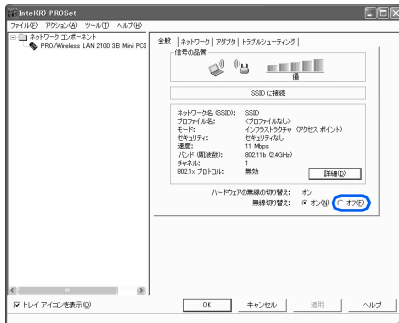 Intel(R) PROSet
ファイル(F) アクション(A) ツール(T) ヘルプ(H)
ネットワーク コンポーネント
PRO/Wireless LAN 2100 3B Mini PCI
全般 ネットワーク アダプタ トラブルシューティング
信号の品質
優
SSID に接続
ネットワーク名 (SSID): SSID
プロファイル名: <プロファイルなし>
モード: インフラストラクチャ (アクセス ポイント)
セキュリティ: セキュリティなし
速度: 11 Mbps
バンド (周波数): 802.11b (2.4GHz)
チャネル: 1
802.1x プロトコル: 無効
詳細(D)
ハードウェアの無線の切り替え: オン
無線切り替え: オン(N) オフ(F)
トレイ アイコンを表示(Q)
OK キャンセル 適用 ヘルプ